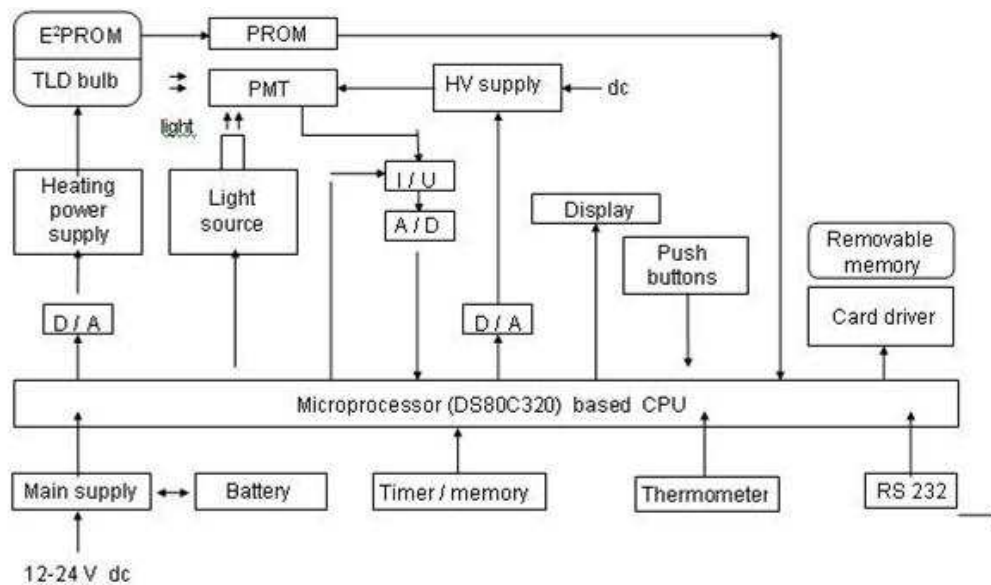 E²PROM
PROM
TLD bulb
PMT
HV supply
dc
light
Heating
power
supply
Light
source
I / U
A / D
Display
Push
buttons
Removable
memory
Card driver
D / A
D / A
Microprocessor (DS80C320) based CPU
Main supply
Battery
Timer / memory
Thermometer
RS 232
12-24 V dc